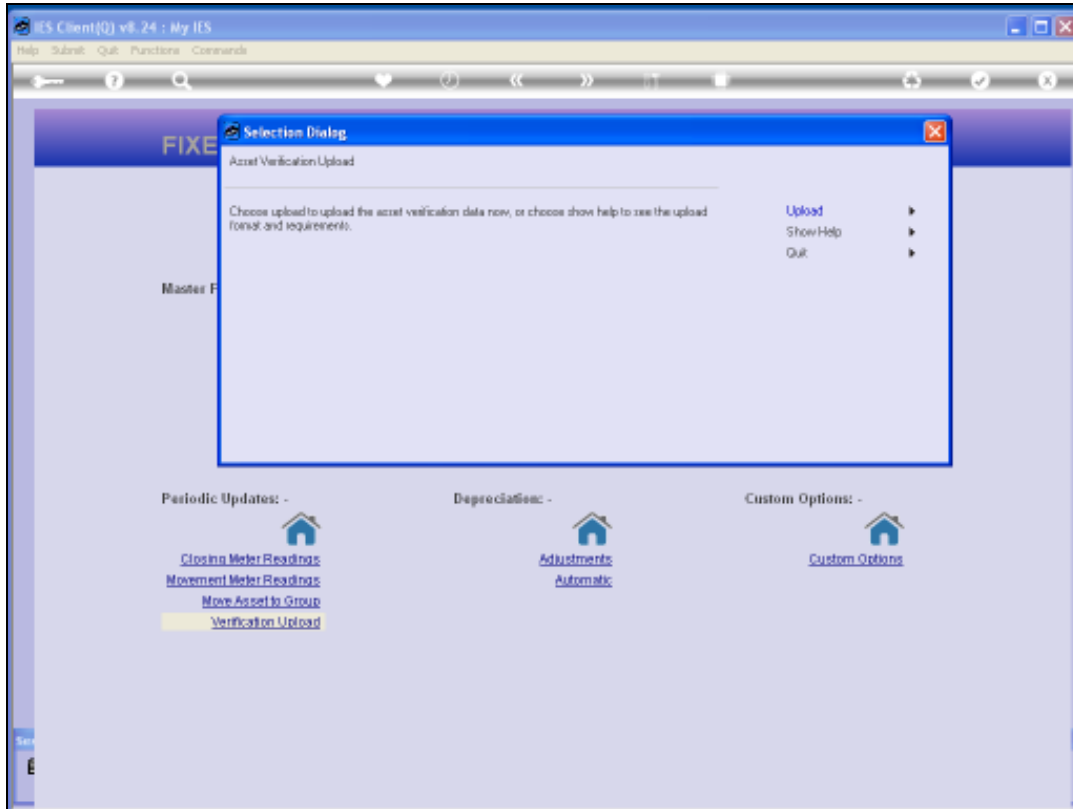 IES Client(Q) v8.24 : My IES
Help Submit Quit Functions Commands
FIXE
Selection Dialog
Asset Verification Upload
Choose upload to upload the asset verification data now, or choose show help to see the upload
format and requirements.
Upload
Show Help
Quit
Master F
Periodic Updates: -
Closing Meter Readings
Movement Meter Readings
Move Asset to Group
Verification Upload
Depreciation: -
Adjustments
Automatic
Custom Options: -
Custom Options